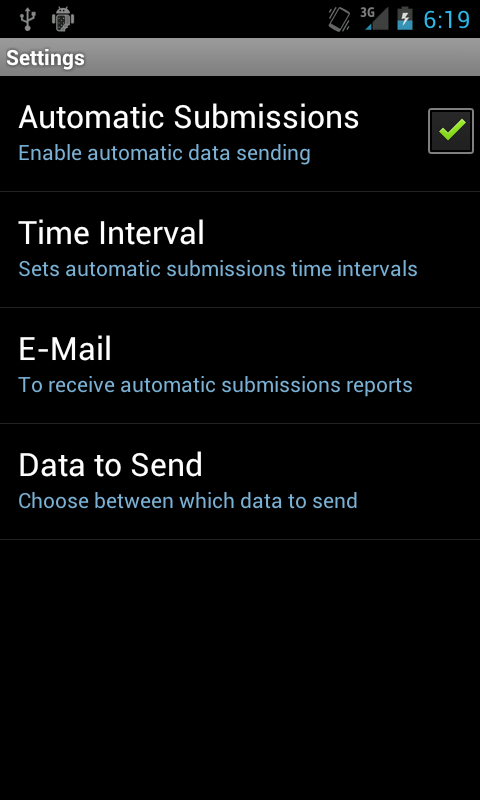 3G 6:19
Settings
Automatic Submissions
Enable automatic data sending
Time Interval
Sets automatic submissions time intervals
E-Mail
To receive automatic submissions reports
Data to Send
Choose between which data to send